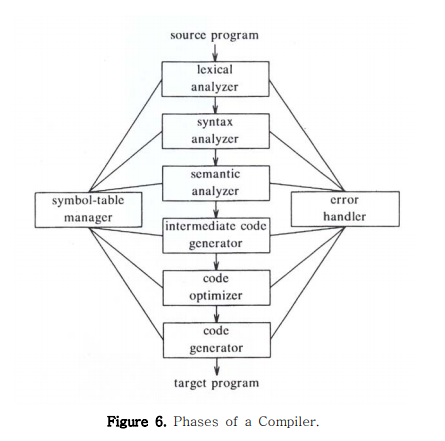 source program
lexical
analyzer
syntax
analyzer
semantic
analyzer
symbol-table
manager
error
handler
intermediate code
generator
code
optimizer
code
generator
target program
Figure 6. Phases of a Compiler.